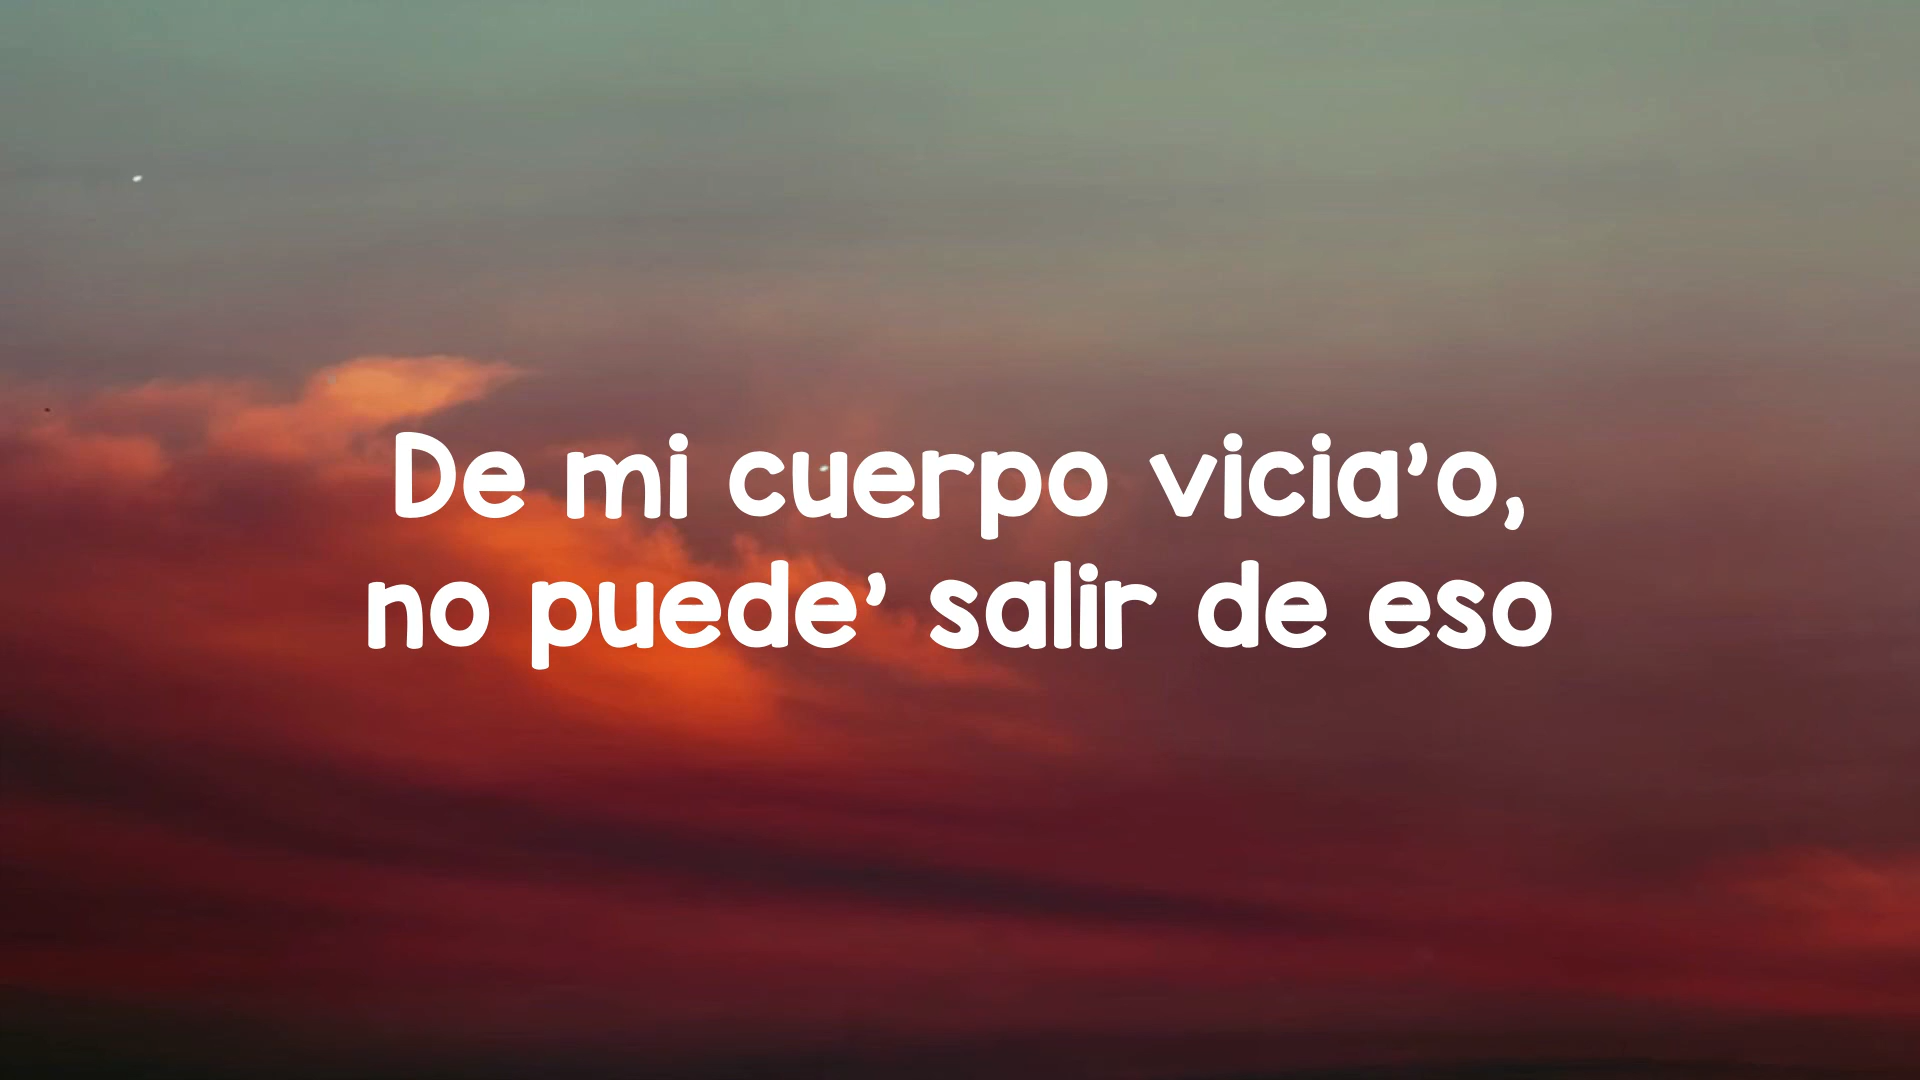 De mi cuerpo vicia’o,
no puede’ salir de eso